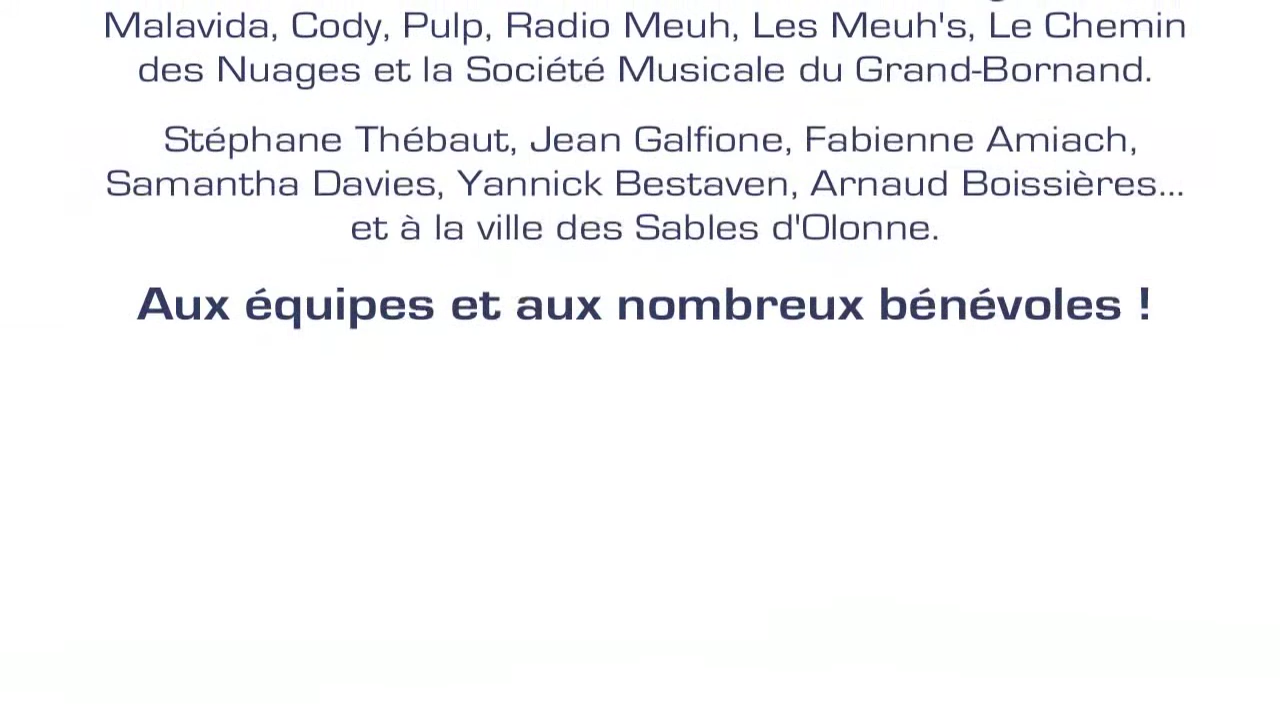 Malavida, Cody, Pulp, Radio Meuh, Les Meuh's, Le Chemin
des Nuages et la Société Musicale du Grand-Bornand.
Stéphane Thébaut, Jean Galfione, Fabienne Amiach,
Samantha Davies, Yannick Bestaven, Arnaud Boissières...
et à la ville des Sables d'Olonne.
Aux équipes et aux nombreux bénévoles !